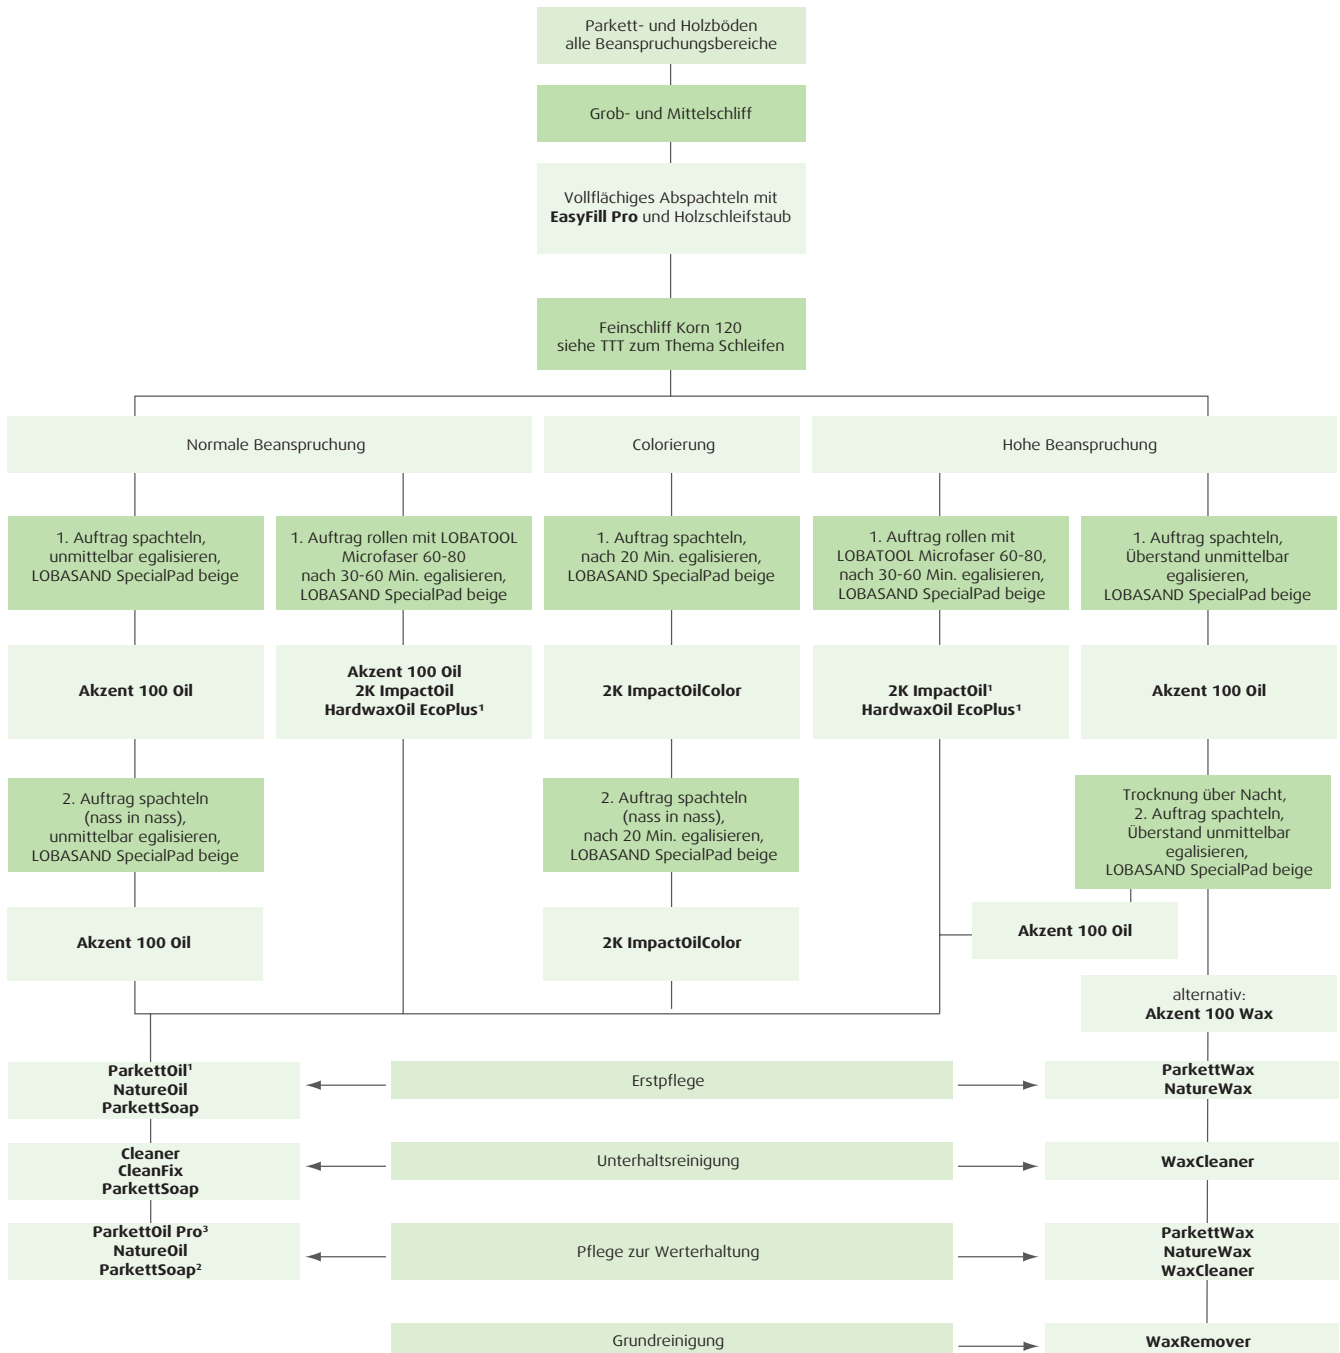 Parkett- und Holzböden
alle Beanspruchungsbereiche
Grob- und Mittelschliff
Vollflächiges Abspachteln mit
EasyFill Pro und Holzschleifstaub
Feinschliff Korn 120
siehe TTT zum Thema Schleifen
Normale Beanspruchung
Colorierung
Hohe Beanspruchung
1. Auftrag spachteln,
unmittelbar egalisieren,
LOBASAND SpecialPad beige
1. Auftrag rollen mit LOBATOOL
Microfaser 60-80
nach 30-60 Min. egalisieren,
LOBASAND SpecialPad beige
1. Auftrag spachteln,
nach 20 Min. egalisieren,
LOBASAND SpecialPad beige
1. Auftrag rollen mit
LOBATOOL Microfaser 60-80,
nach 30-60 Min. egalisieren,
LOBASAND SpecialPad beige
1. Auftrag spachteln,
Überstand unmittelbar
egalisieren,
LOBASAND SpecialPad beige
Akzent 100 Oil
Akzent 100 Oil
2K ImpactOil
HardwaxOil EcoPlus¹
2K ImpactOilColor
2K ImpactOil¹
HardwaxOil EcoPlus¹
Akzent 100 Oil
2. Auftrag spachteln
(nass in nass),
unmittelbar egalisieren,
LOBASAND SpecialPad beige
2. Auftrag spachteln
(nass in nass),
nach 20 Min. egalisieren,
LOBASAND SpecialPad beige
Trocknung über Nacht,
2. Auftrag spachteln,
Überstand unmittelbar
egalisieren,
LOBASAND SpecialPad beige
Akzent 100 Oil
2K ImpactOilColor
Akzent 100 Oil
alternativ:
Akzent 100 Wax
ParkettOil¹
NatureOil
ParkettSoap
Erstpflege
ParkettWax
NatureWax
Cleaner
CleanFix
ParkettSoap
Unterhaltsreinigung
WaxCleaner
ParkettOil Pro³
NatureOil
ParkettSoap²
Pflege zur Werterhaltung
ParkettWax
NatureWax
WaxCleaner
Grundreinigung
WaxRemover